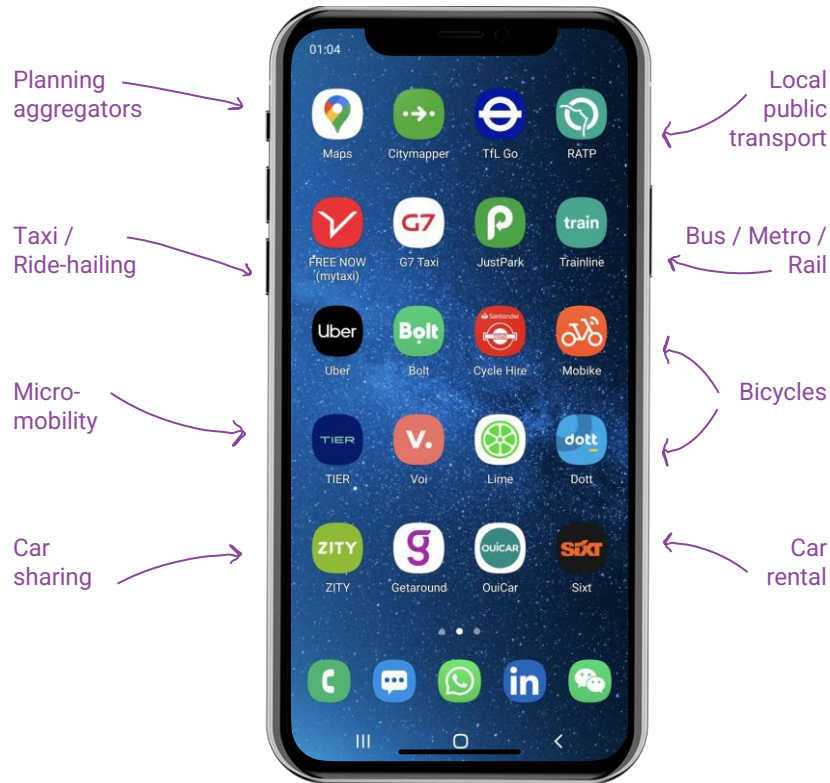 01:04
Planning
aggregators
Local
public
transport
Maps
Citymapper
TfL Go
RATP
Taxi /
Ride-hailing
Bus / Metro /
Rail
G7
train
FREE NOW
(mytaxi)
G7 Taxi
JustPark
Trainline
Uber
Bolt
Santander
Uber
Bolt
Cycle Hire
Mobike
Micro-
mobility
Bicycles
TIER
V.
dott
TIER
Voi
Lime
Dott
Car
sharing
Car
rental
ZITY
g
OUICAR
SIXT
ZITY
Getaround
OuiCar
Sixt
in